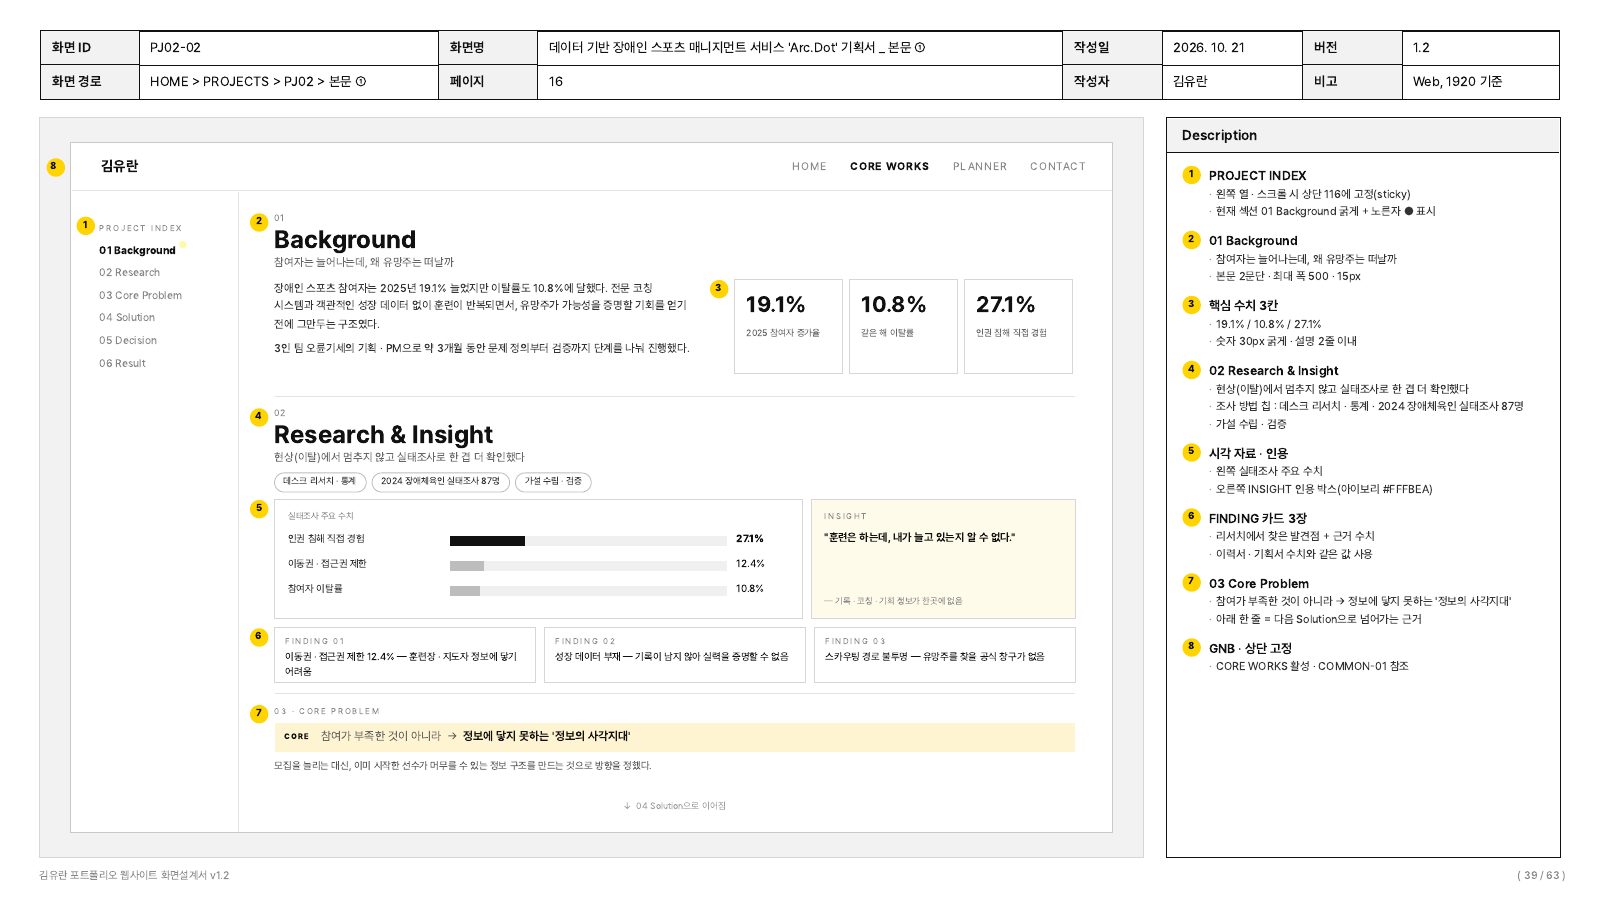 화면 ID PJ02-02 화면명 데이터 기반 장애인 스포츠 매니지먼트 서비스 'Arc.Dot' 기획서 _ 본문 ① 작성일 2026. 10. 21 버전 1.2
화면 경로 HOME > PROJECTS > PJ02 > 본문 ① 페이지 16 작성자 김유란 비고 Web, 1920 기준
8
김유란
HOME CORE WORKS PLANNER CONTACT
1
PROJECT INDEX
01 Background
02 Research
03 Core Problem
04 Solution
05 Decision
06 Result
2
01
Background
참여자는 늘어나는데, 왜 유망주는 떠날까
장애인 스포츠 참여자는 2025년 19.1% 늘었지만 이탈률도 10.8%에 달했다. 전문 코칭
시스템과 객관적인 성장 데이터 없이 훈련이 반복되면서, 유망주가 가능성을 증명할 기회를 얻기
전에 그만두는 구조였다.
3인 팀 오륜기세의 기획 · PM으로 약 3개월 동안 문제 정의부터 검증까지 단계를 나눠 진행했다.
3
19.1%
2025 참여자 증가율
10.8%
같은 해 이탈률
27.1%
인권 침해 직접 경험
4
02
Research & Insight
현상(이탈)에서 멈추지 않고 실태조사로 한 겹 더 확인했다
데스크 리서치 · 통계
2024 장애체육인 실태조사 87명
가설 수립 · 검증
5
실태조사 주요 수치
인권 침해 직접 경험 27.1%
이동권 · 접근권 제한 12.4%
참여자 이탈률 10.8%
INSIGHT
"훈련은 하는데, 내가 늘고 있는지 알 수 없다."
— 기록 · 코칭 · 기회 정보가 한곳에 없음
6
FINDING 01
이동권 · 접근권 제한 12.4% — 훈련장 · 지도자 정보에 닿기
어려움
FINDING 02
성장 데이터 부재 — 기록이 남지 않아 실력을 증명할 수 없음
FINDING 03
스카우팅 경로 불투명 — 유망주를 찾을 공식 창구가 없음
7
03 · CORE PROBLEM
CORE 참여가 부족한 것이 아니라 → 정보에 닿지 못하는 '정보의 사각지대'
모집을 늘리는 대신, 이미 시작한 선수가 머무를 수 있는 정보 구조를 만드는 것으로 방향을 정했다.
↓ 04 Solution으로 이어짐
Description
1 PROJECT INDEX
· 왼쪽 열 · 스크롤 시 상단 116에 고정(sticky)
· 현재 섹션 01 Background 굵게 + 노른자 ● 표시
2 01 Background
· 참여자는 늘어나는데, 왜 유망주는 떠날까
· 본문 2문단 · 최대 폭 500 · 15px
3 핵심 수치 3칸
· 19.1% / 10.8% / 27.1%
· 숫자 30px 굵게 · 설명 2줄 이내
4 02 Research & Insight
· 현상(이탈)에서 멈추지 않고 실태조사로 한 겹 더 확인했다
· 조사 방법 칩 : 데스크 리서치 · 통계 · 2024 장애체육인 실태조사 87명
· 가설 수립 · 검증
5 시각 자료 · 인용
· 왼쪽 실태조사 주요 수치
· 오른쪽 INSIGHT 인용 박스(아이보리 #FFFBEA)
6 FINDING 카드 3장
· 리서치에서 찾은 발견점 + 근거 수치
· 이력서 · 기획서 수치와 같은 값 사용
7 03 Core Problem
· 참여가 부족한 것이 아니라 → 정보에 닿지 못하는 '정보의 사각지대'
· 아래 한 줄 = 다음 Solution으로 넘어가는 근거
8 GNB · 상단 고정
· CORE WORKS 활성 · COMMON-01 참조
김유란 포트폴리오 웹사이트 화면설계서 v1.2
( 39 / 63 )